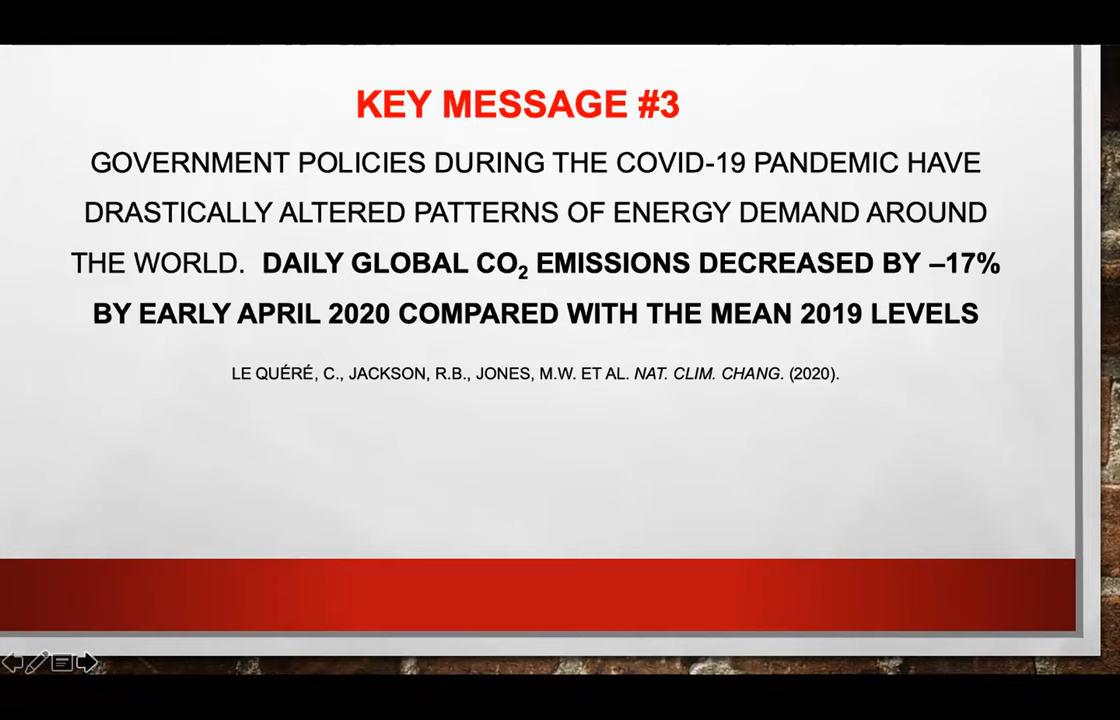 KEY MESSAGE #3
GOVERNMENT POLICIES DURING THE COVID-19 PANDEMIC HAVE
DRASTICALLY ALTERED PATTERNS OF ENERGY DEMAND AROUND
THE WORLD. DAILY GLOBAL CO₂ EMISSIONS DECREASED BY –17%
BY EARLY APRIL 2020 COMPARED WITH THE MEAN 2019 LEVELS
LE QUÉRÉ, C., JACKSON, R.B., JONES, M.W. ET AL. NAT. CLIM. CHANG. (2020).